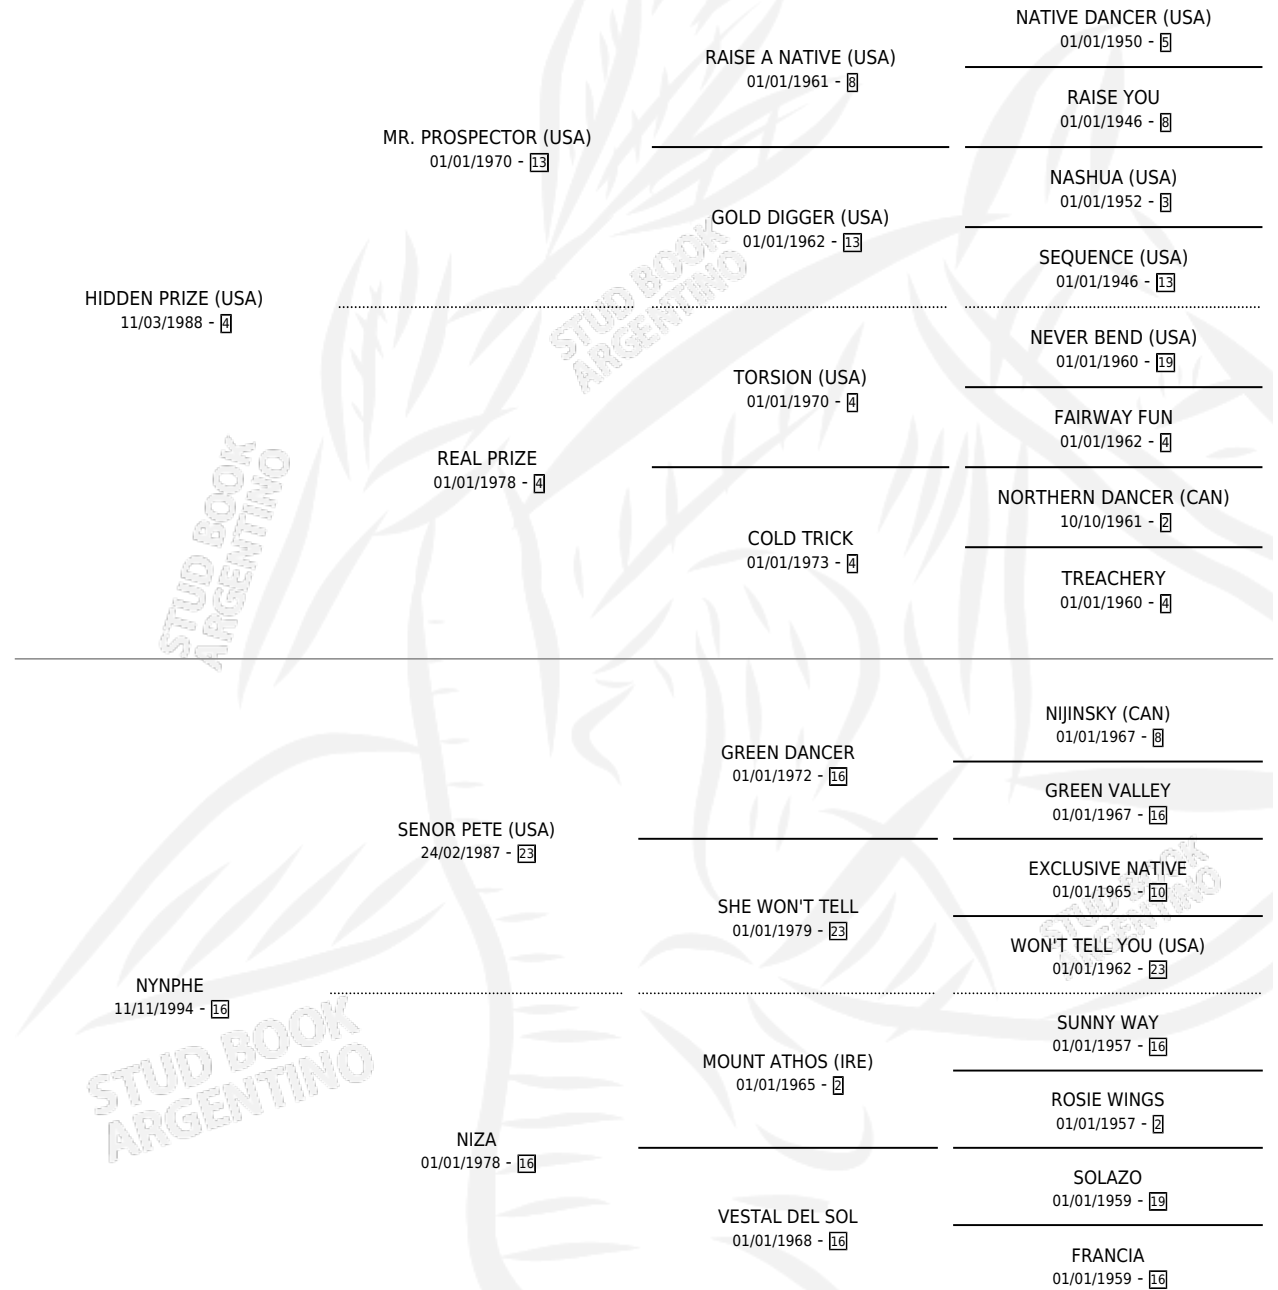 NATIVE DANCER (USA)
01/01/1950 - 5
RAISE A NATIVE (USA)
01/01/1961 - 8
RAISE YOU
01/01/1946 - 8
MR. PROSPECTOR (USA)
01/01/1970 - 13
NASHUA (USA)
01/01/1952 - 3
GOLD DIGGER (USA)
01/01/1962 - 13
SEQUENCE (USA)
01/01/1946 - 13
HIDDEN PRIZE (USA)
11/03/1988 - 4
NEVER BEND (USA)
01/01/1960 - 19
TORSION (USA)
01/01/1970 - 4
FAIRWAY FUN
01/01/1962 - 4
REAL PRIZE
01/01/1978 - 4
NORTHERN DANCER (CAN)
10/10/1961 - 2
COLD TRICK
01/01/1973 - 4
TREACHERY
01/01/1960 - 4
NIJINSKY (CAN)
01/01/1967 - 8
GREEN DANCER
01/01/1972 - 16
GREEN VALLEY
01/01/1967 - 16
SENOR PETE (USA)
24/02/1987 - 23
EXCLUSIVE NATIVE
01/01/1965 - 10
SHE WON'T TELL
01/01/1979 - 23
WON'T TELL YOU (USA)
01/01/1962 - 23
NYNPHE
11/11/1994 - 16
SUNNY WAY
01/01/1957 - 16
MOUNT ATHOS (IRE)
01/01/1965 - 2
ROSIE WINGS
01/01/1957 - 2
NIZA
01/01/1978 - 16
SOLAZO
01/01/1959 - 19
VESTAL DEL SOL
01/01/1968 - 16
FRANCIA
01/01/1959 - 16
STUD BOOK
ARGENTINO
STUD BOOK
ARGENTINO
STUD BOOK
ARGENTINO
STUD BOOK
ARGENTINO